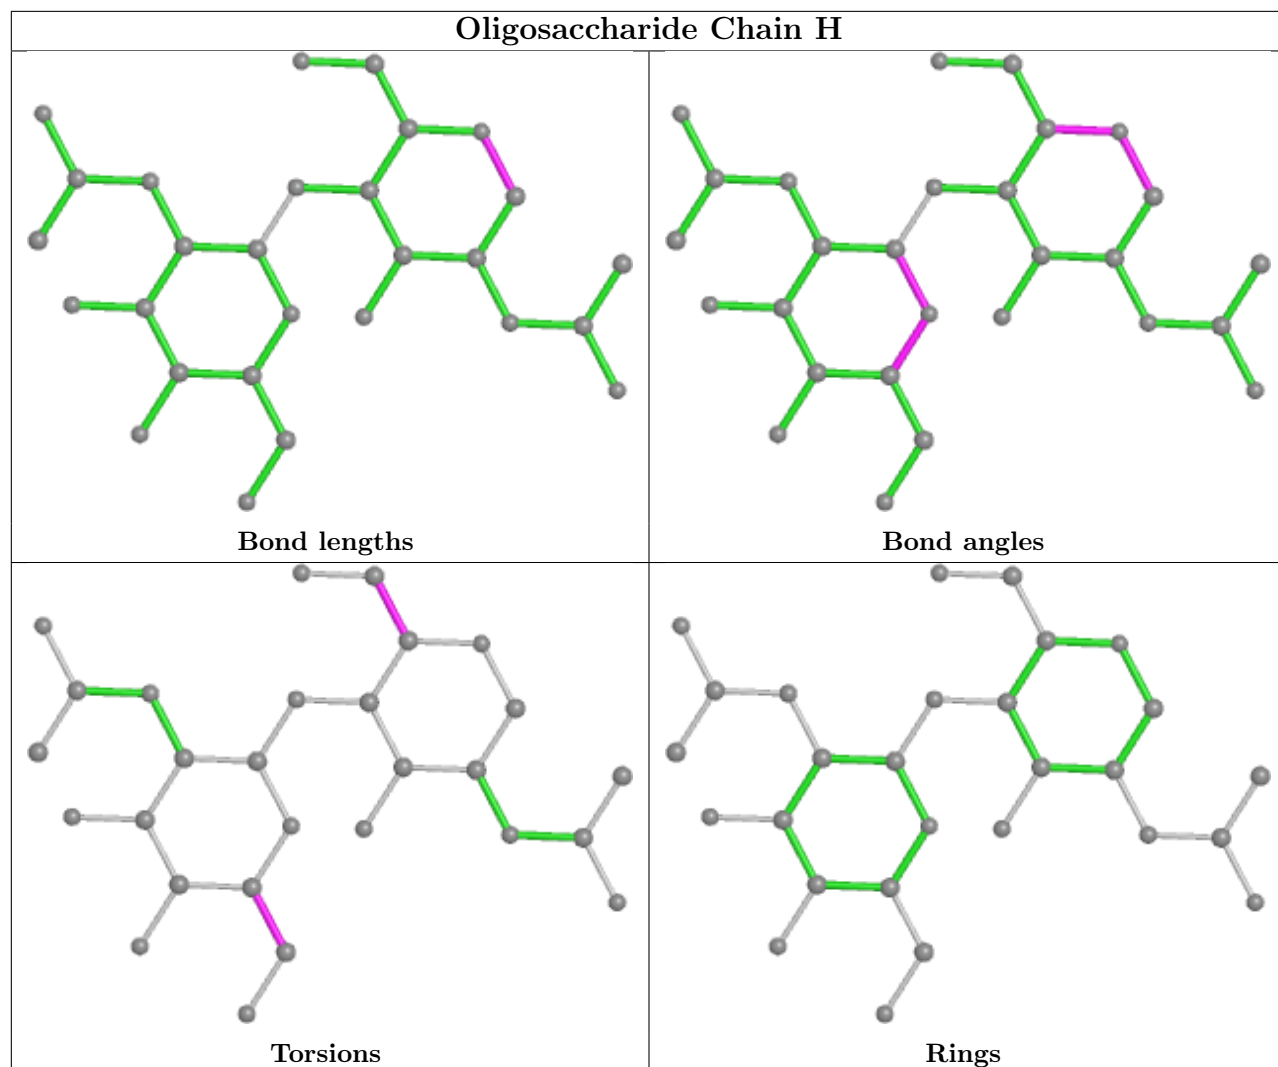 Oligosaccharide Chain H
Bond lengths
Bond angles
Torsions
Rings